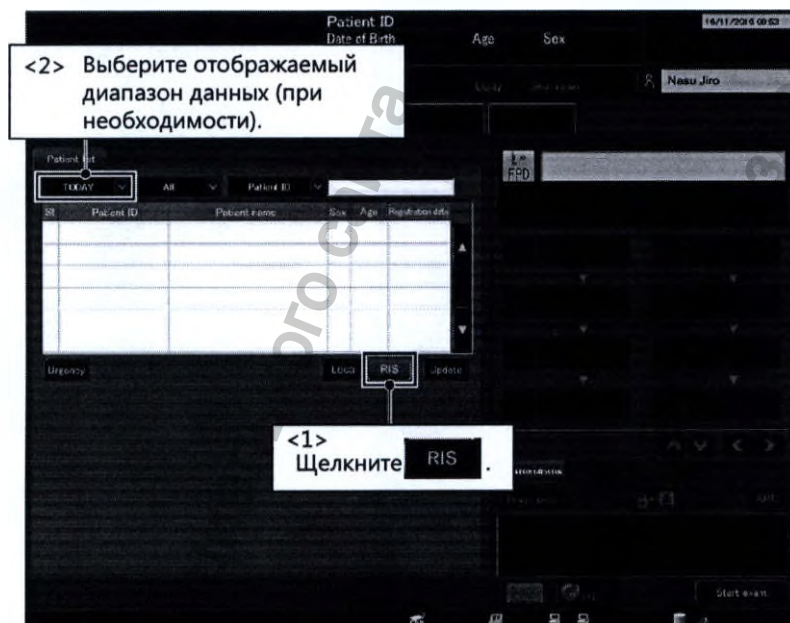 Patient ID
Date of Birth Age Sex
16/11/2016 09:53
<2> Выберите отображаемый
диапазон данных (при
необходимости).
Nasu Jiro
Patient list
FPD
TODAY All Patient ID
Patient ID Patient name Sex Age Registration date
Urgency Local RIS Update
<1>
Щелкните RIS .
Start exam.
ого сорта